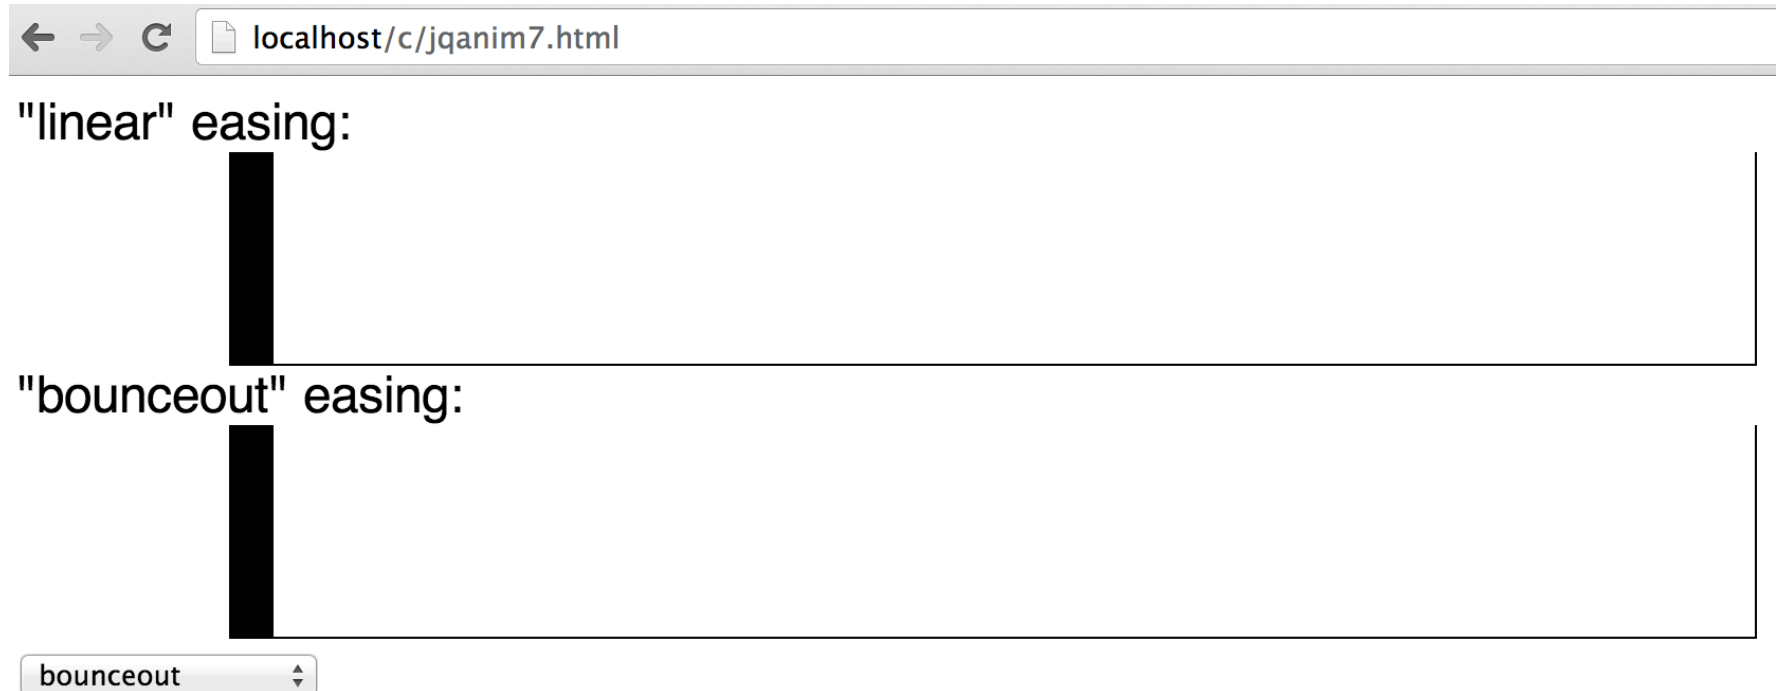 localhost/c/jqanim7.html
"linear" easing:
"bounceout" easing:
bounceout